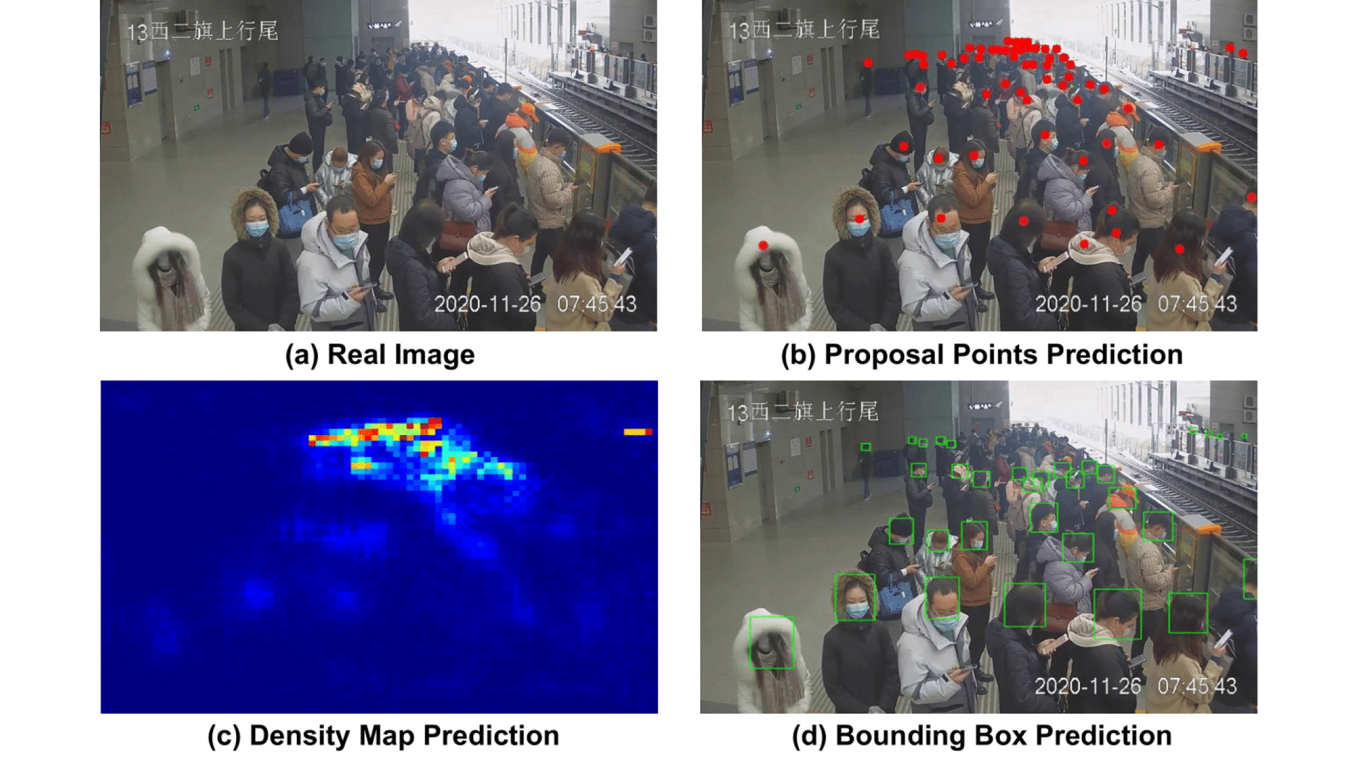 13西二旗上行尾
2020-11-26 07:45:43
(a) Real Image
13西二旗上行尾
2020-11-26 07:45:43
(b) Proposal Points Prediction
(c) Density Map Prediction
13西二旗上行尾
2020-11-26 07:45:43
(d) Bounding Box Prediction